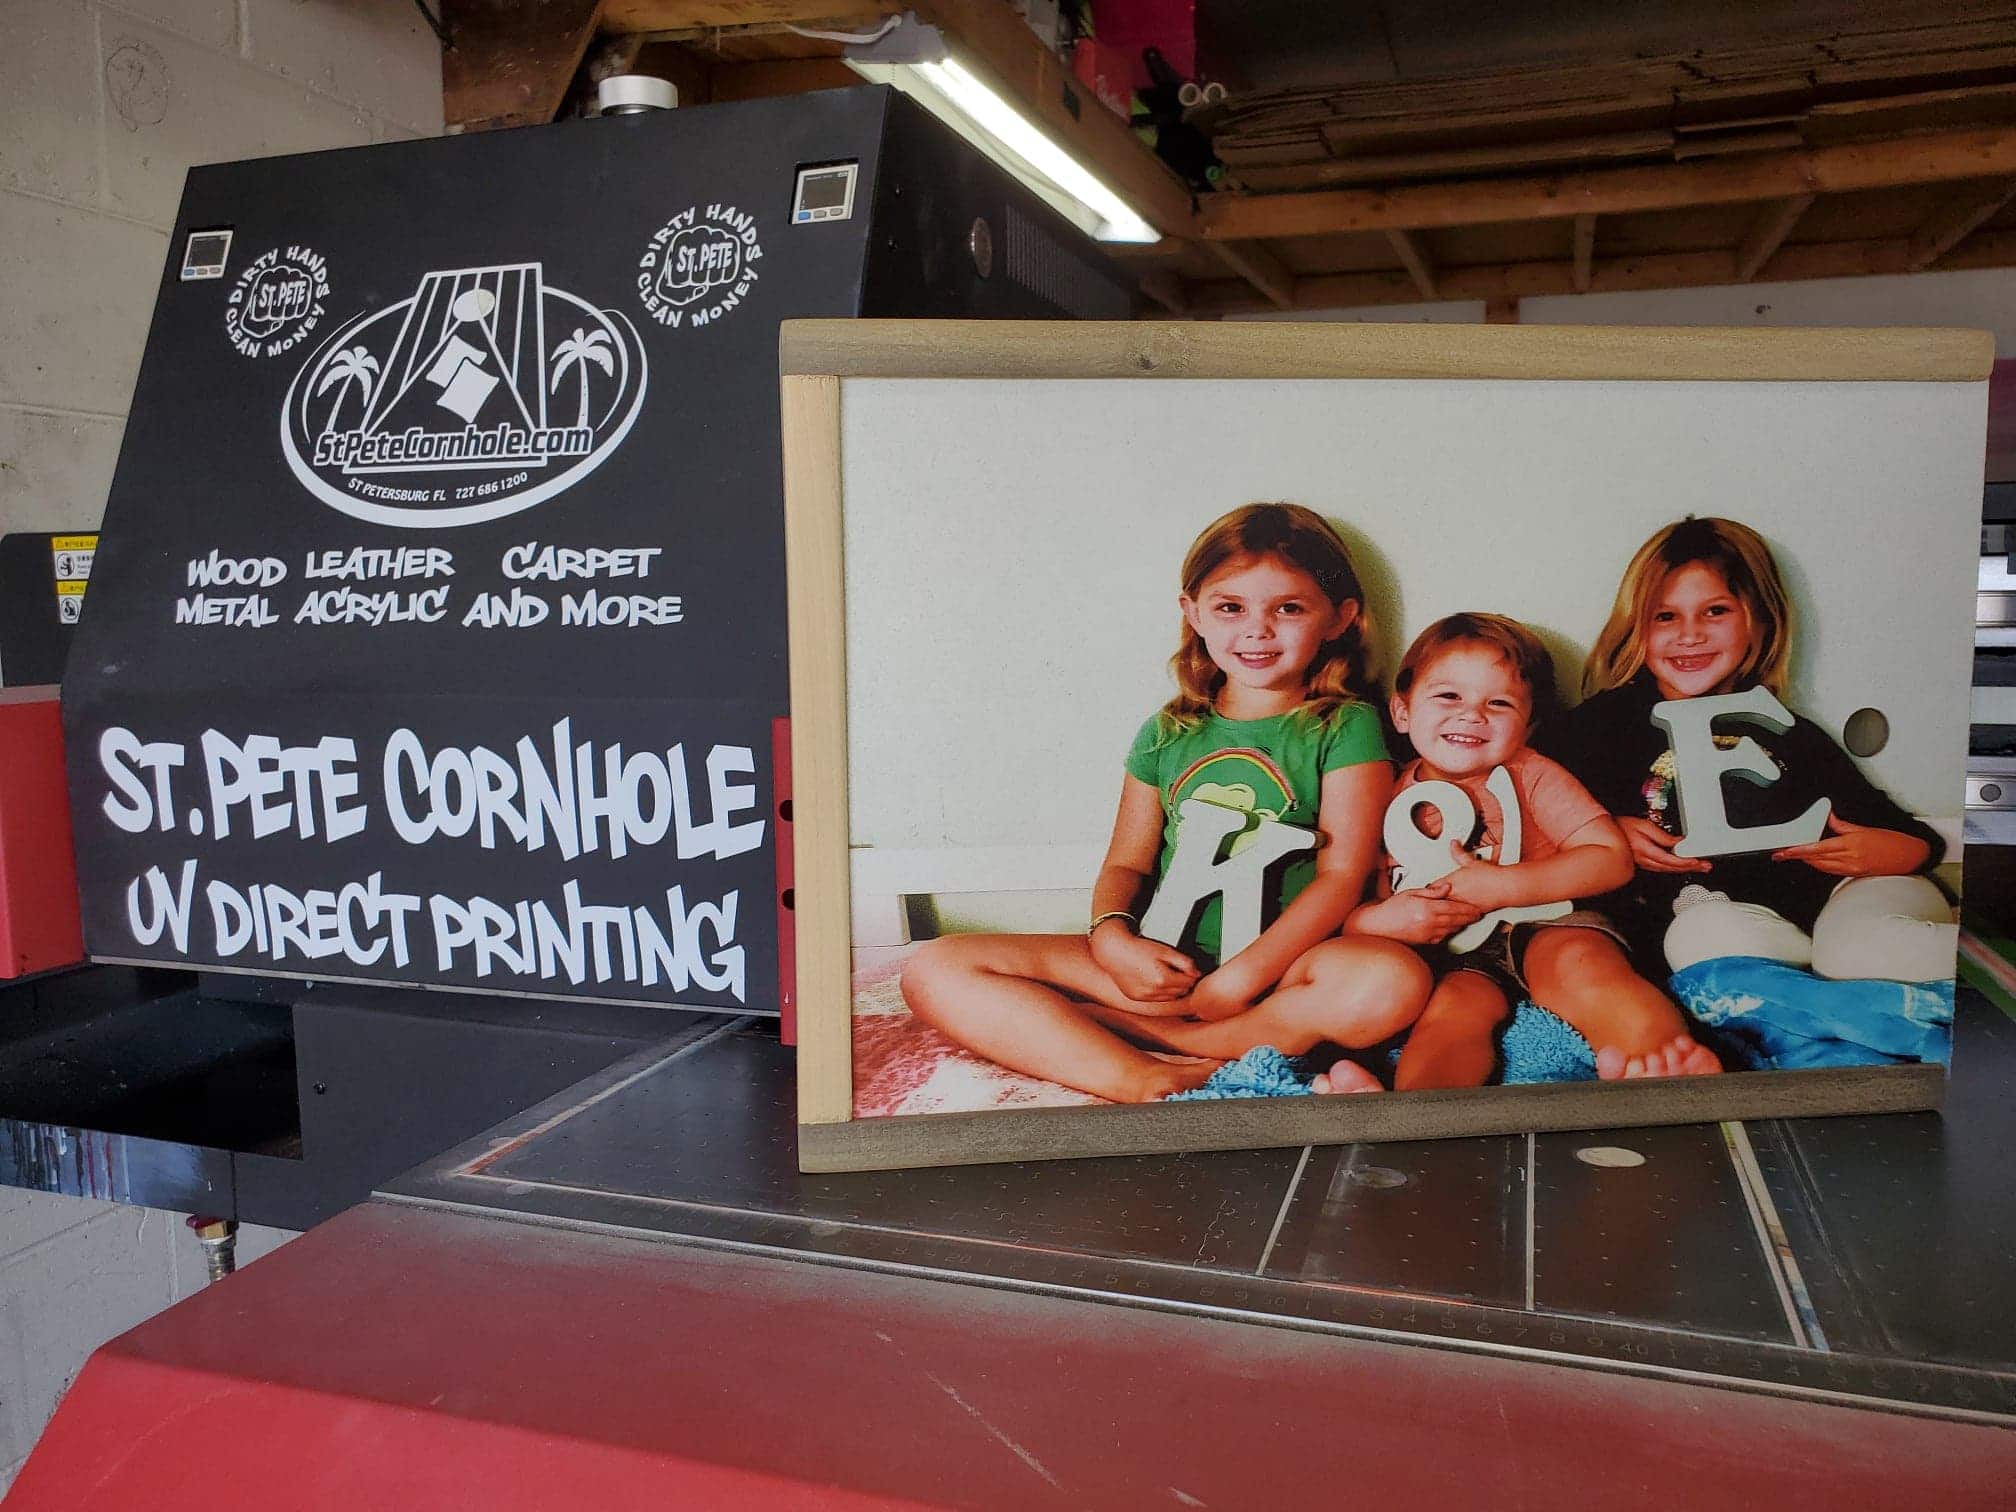 DIRTY HANDS
ST. PETE
CLEAN MONEY
DIRTY HANDS
ST. PETE
CLEAN MONEY
StPeteCornhole.com
ST PETERSBURG FL 727 686 1200
WOOD LEATHER CARPET
METAL ACRYLIC AND MORE
ST. PETE CORNHOLE
UV DIRECT PRINTING
K & E